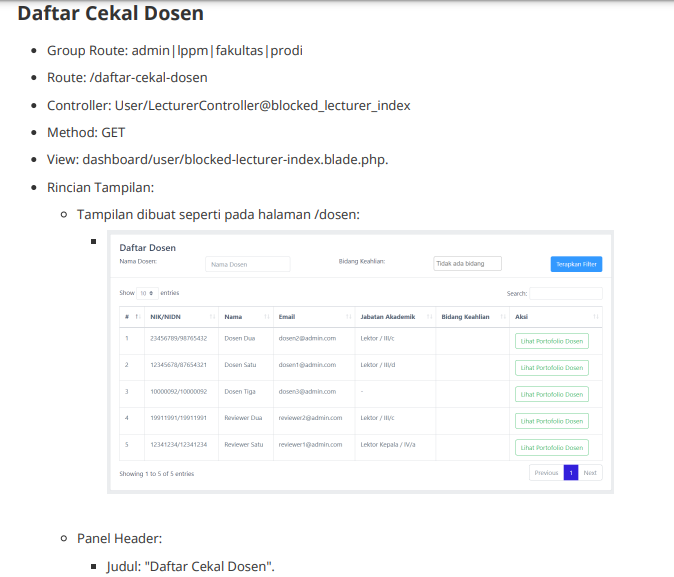 Daftar Cekal Dosen
Group Route: admin|lppm|fakultas|prodi
Route: /daftar-cekal-dosen
Controller: User/LecturerController@blocked_lecturer_index
Method: GET
View: dashboard/user/blocked-lecturer-index.blade.php.
Rincian Tampilan:
Tampilan dibuat seperti pada halaman /dosen:
Daftar Dosen
Nama Dosen: Nama Dosen Bidang Keahlian: Tidak ada bidang Terapkan Filter
Show 10 entries Search:
# NIK/NIDN Nama Email Jabatan Akademik Bidang Keahlian Aksi
1 23456789/98765432 Dosen Dua dosen2@admin.com Lektor / III/c Lihat Portofolio Dosen
2 12345678/87654321 Dosen Satu dosen1@admin.com Lektor / III/d Lihat Portofolio Dosen
3 10000092/10000092 Dosen Tiga dosen3@admin.com - Lihat Portofolio Dosen
4 19911991/19911991 Reviewer Dua reviewer2@admin.com Lektor / III/c Lihat Portofolio Dosen
5 12341234/12341234 Reviewer Satu reviewer1@admin.com Lektor Kepala / IV/a Lihat Portofolio Dosen
Showing 1 to 5 of 5 entries Previous 1 Next
Panel Header:
Judul: "Daftar Cekal Dosen".